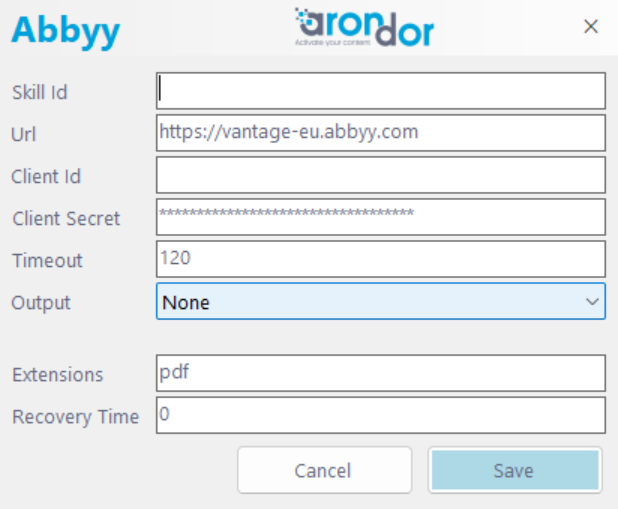 Abbyy
arondor
Activate your content
Skill Id
Url https://vantage-eu.abbyy.com
Client Id
Client Secret **********************************
Timeout 120
Output None
Extensions pdf
Recovery Time 0
Cancel Save